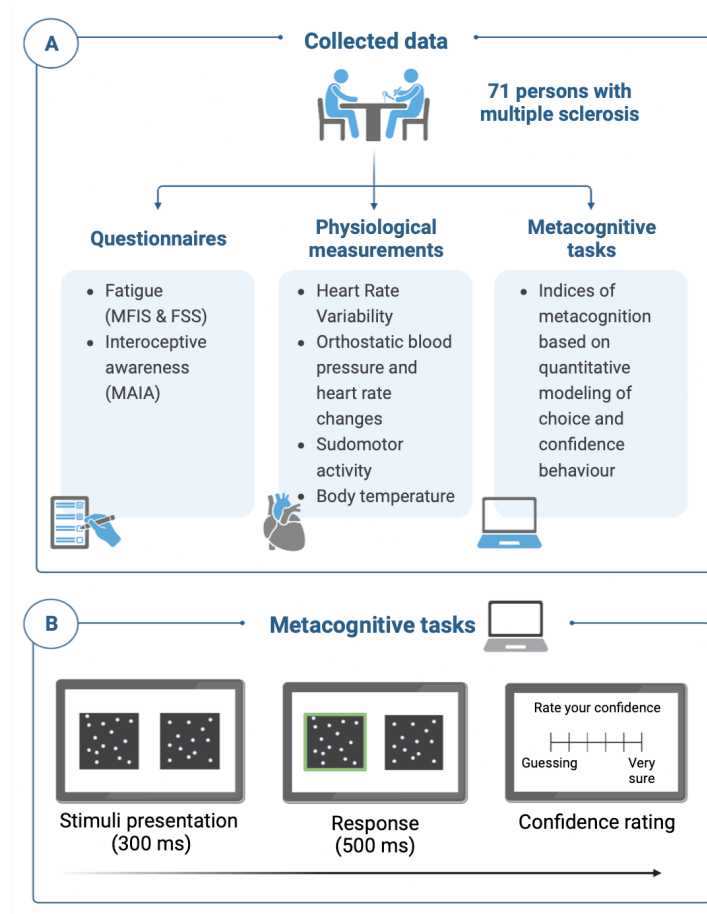 A
Collected data
71 persons with
multiple sclerosis
Questionnaires
• Fatigue
(MFIS & FSS)
• Interoceptive
awareness
(MAIA)
Physiological
measurements
• Heart Rate
Variability
• Orthostatic blood
pressure and
heart rate
changes
• Sudomotor
activity
• Body temperature
Metacognitive
tasks
• Indices of
metacognition
based on
quantitative
modeling of
choice and
confidence
behaviour
B
Metacognitive tasks
Stimuli presentation
(300 ms)
Response
(500 ms)
Rate your confidence
Guessing
Very
sure
Confidence rating